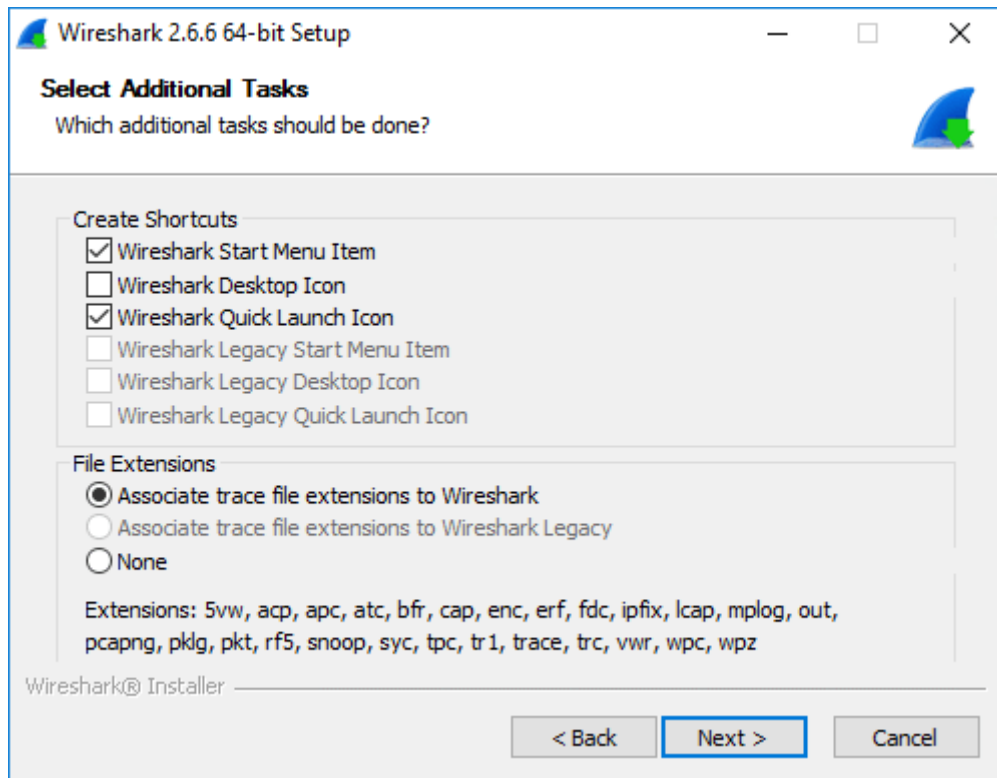 Wireshark 2.6.6 64-bit Setup
Select Additional Tasks
Which additional tasks should be done?
Create Shortcuts
Wireshark Start Menu Item
Wireshark Desktop Icon
Wireshark Quick Launch Icon
Wireshark Legacy Start Menu Item
Wireshark Legacy Desktop Icon
Wireshark Legacy Quick Launch Icon
File Extensions
Associate trace file extensions to Wireshark
Associate trace file extensions to Wireshark Legacy
None
Extensions: 5vw, acp, apc, atc, bfr, cap, enc, erf, fdc, ipfix, lcap, mplog, out,
pcapng, pklg, pkt, rf5, snoop, syc, tpc, tr1, trace, trc, vwr, wpc, wpz
Wireshark® Installer
< Back Next > Cancel